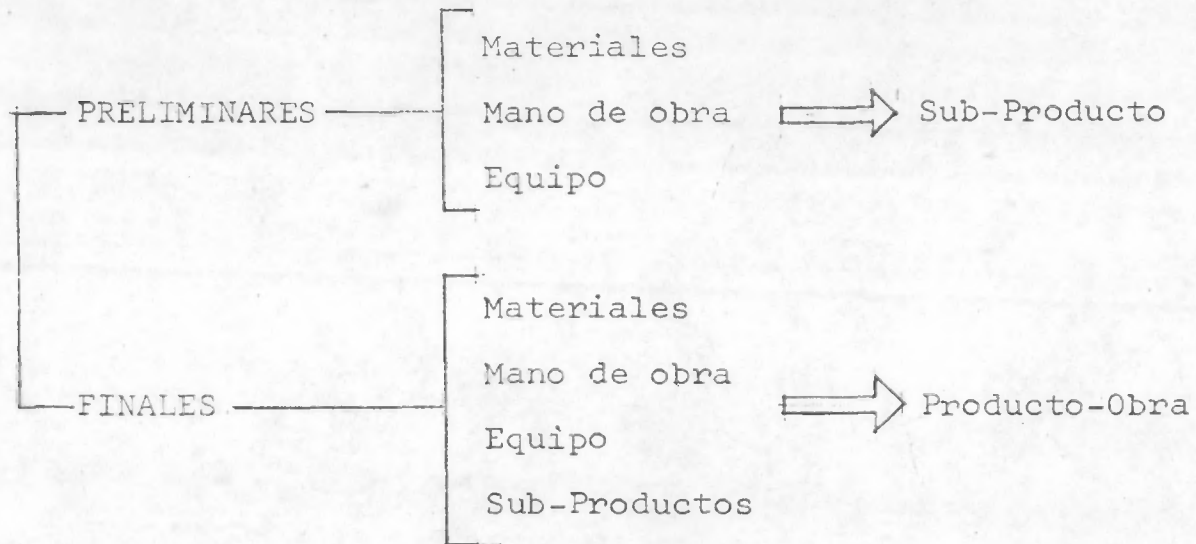 Materiales
PRELIMINARES
Mano de obra
Sub-Producto
Equipo
Materiales
Mano de obra
FINALES
Producto-Obra
Equipo
Sub-Productos